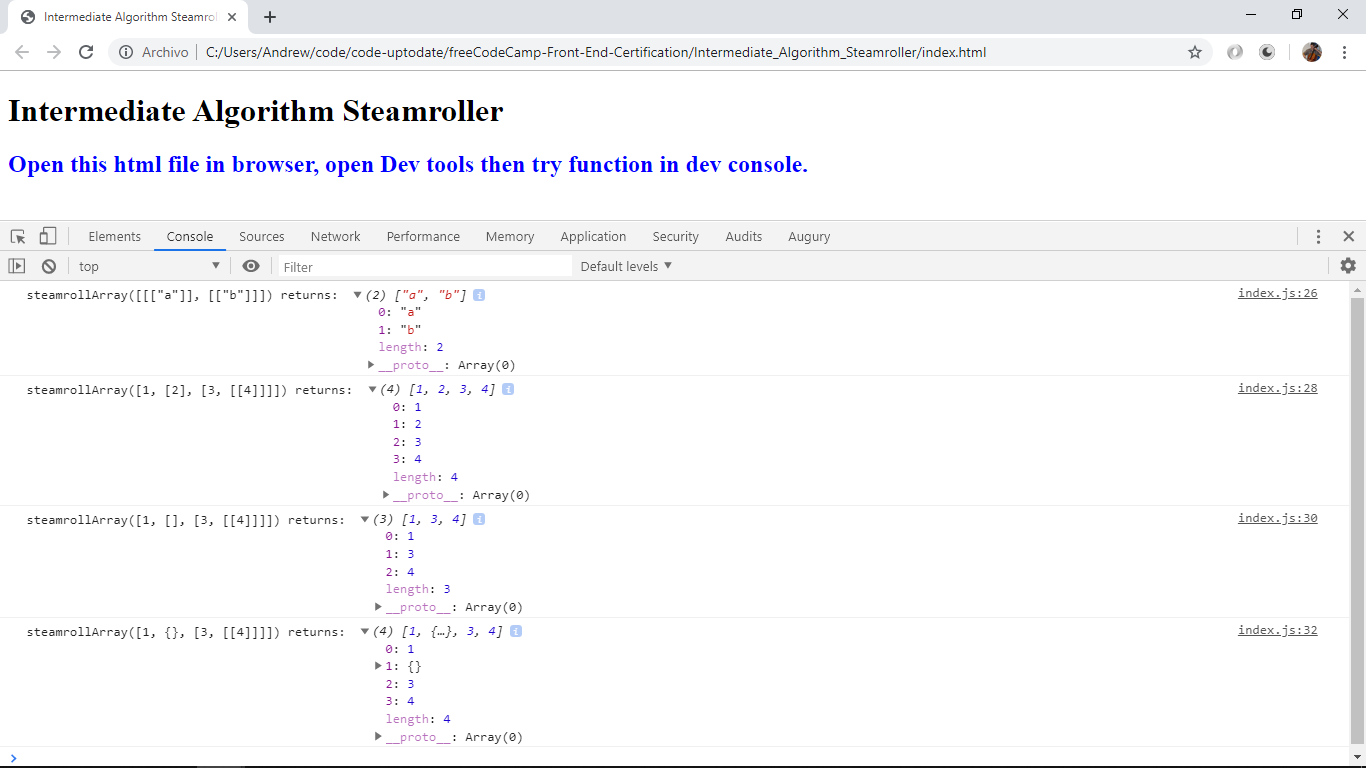 Intermediate Algorithm Steamrol
Archivo C:/Users/Andrew/code/code-uptodate/freeCodeCamp-Front-End-Certification/Intermediate_Algorithm_Steamroller/index.html
Intermediate Algorithm Steamroller
Open this html file in browser, open Dev tools then try function in dev console.
Elements Console Sources Network Performance Memory Application Security Audits Augury
top Filter Default levels
steamrollArray([[["a"]], [["b"]]]) returns: (2) ["a", "b"] i index.js:26
0: "a"
1: "b"
length: 2
__proto__: Array(0)
steamrollArray([1, [2], [3, [[4]]]]) returns: (4) [1, 2, 3, 4] i index.js:28
0: 1
1: 2
2: 3
3: 4
length: 4
__proto__: Array(0)
steamrollArray([1, [], [3, [[4]]]]) returns: (3) [1, 3, 4] i index.js:30
0: 1
1: 3
2: 4
length: 3
__proto__: Array(0)
steamrollArray([1, {}, [3, [[4]]]]) returns: (4) [1, {…}, 3, 4] i index.js:32
0: 1
1: {}
2: 3
3: 4
length: 4
__proto__: Array(0)